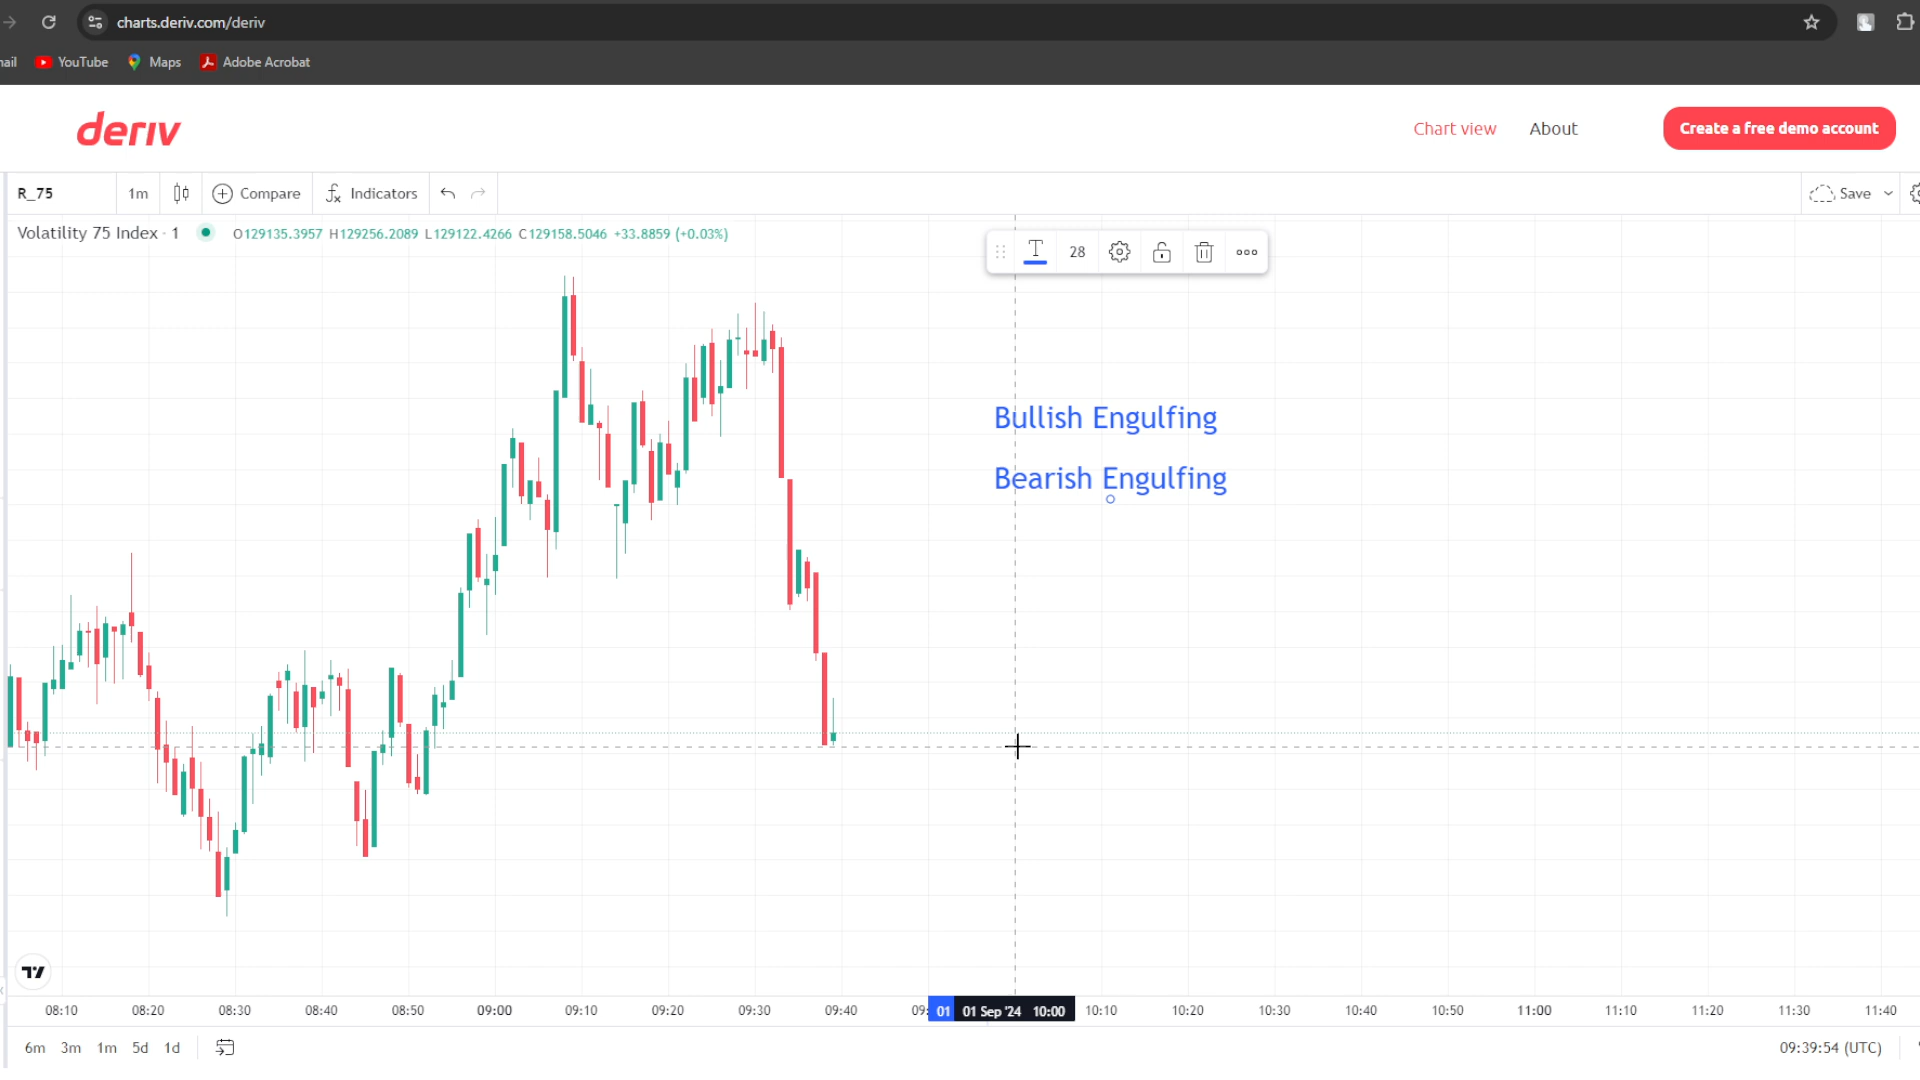 charts.deriv.com/deriv
YouTube Maps Adobe Acrobat
deriv
Chart view About Create a free demo account
R_75 1m Compare Indicators Save
Volatility 75 Index · 1 O129135.3957 H129256.2089 L129122.4266 C129158.5046 +33.8859 (+0.03%)
T 28
Bullish Engulfing
Bearish Engulfing
08:10 08:20 08:30 08:40 08:50 09:00 09:10 09:20 09:30 09:40 01 01 Sep '24 10:00 10:10 10:20 10:30 10:40 10:50 11:00 11:10 11:20 11:30 11:40
6m 3m 1m 5d 1d 09:39:54 (UTC)